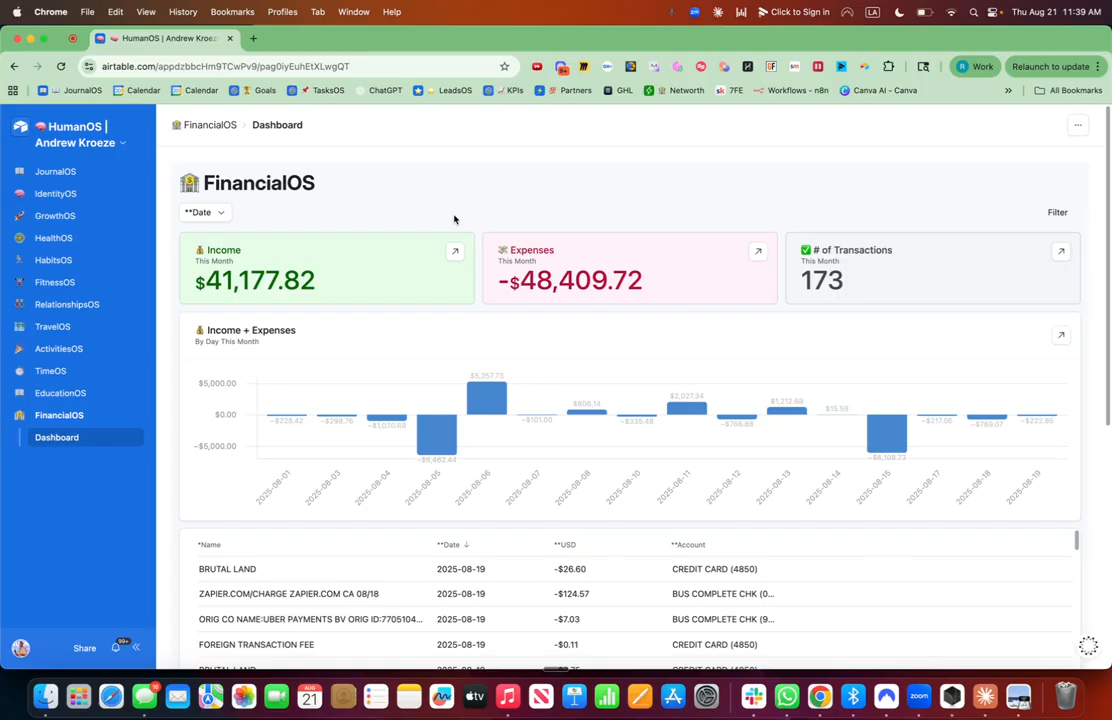 Chrome File Edit View History Bookmarks Profiles Tab Window Help Click to Sign in LA Thu Aug 21 11:39 AM
HumanOS | Andrew Kroeze
airtable.com/appdzbbcHm9TCwPv9/pag0iyEuhEtXLwgQT Work Relaunch to update
JournalOS Calendar Calendar Goals TasksOS ChatGPT LeadsOS KPIs Partners GHL Networth 7FE Workflows - n8n Canva AI - Canva All Bookmarks
HumanOS |
Andrew Kroeze
JournalOS
IdentityOS
GrowthOS
HealthOS
HabitsOS
FitnessOS
RelationshipsOS
TravelOS
ActivitiesOS
TimeOS
EducationOS
FinancialOS
Dashboard
Share 99+
FinancialOS Dashboard
FinancialOS
**Date Filter
Income
This Month
$41,177.82
Expenses
This Month
-$48,409.72
# of Transactions
This Month
173
Income + Expenses
By Day This Month
$5,000.00
$0.00
-$5,000.00
-$228.42 -$298.76 -$1,020.69 -$6,462.44 $5,257.73 -$101.00 $806.14 -$335.48 $2,027.34 -$766.88 $1,212.68 $15.59 -$6,108.73 -$217.06 -$769.07 -$222.85
2025-08-01 2025-08-03 2025-08-04 2025-08-05 2025-08-06 2025-08-07 2025-08-08 2025-08-10 2025-08-11 2025-08-12 2025-08-13 2025-08-14 2025-08-15 2025-08-17 2025-08-18 2025-08-19
*Name **Date **USD **Account
BRUTAL LAND 2025-08-19 -$26.60 CREDIT CARD (4850)
ZAPIER.COM/CHARGE ZAPIER.COM CA 08/18 2025-08-19 -$124.57 BUS COMPLETE CHK (0...
ORIG CO NAME:UBER PAYMENTS BV ORIG ID:7705104... 2025-08-19 -$7.03 BUS COMPLETE CHK (9...
FOREIGN TRANSACTION FEE 2025-08-19 -$0.11 CREDIT CARD (4850)